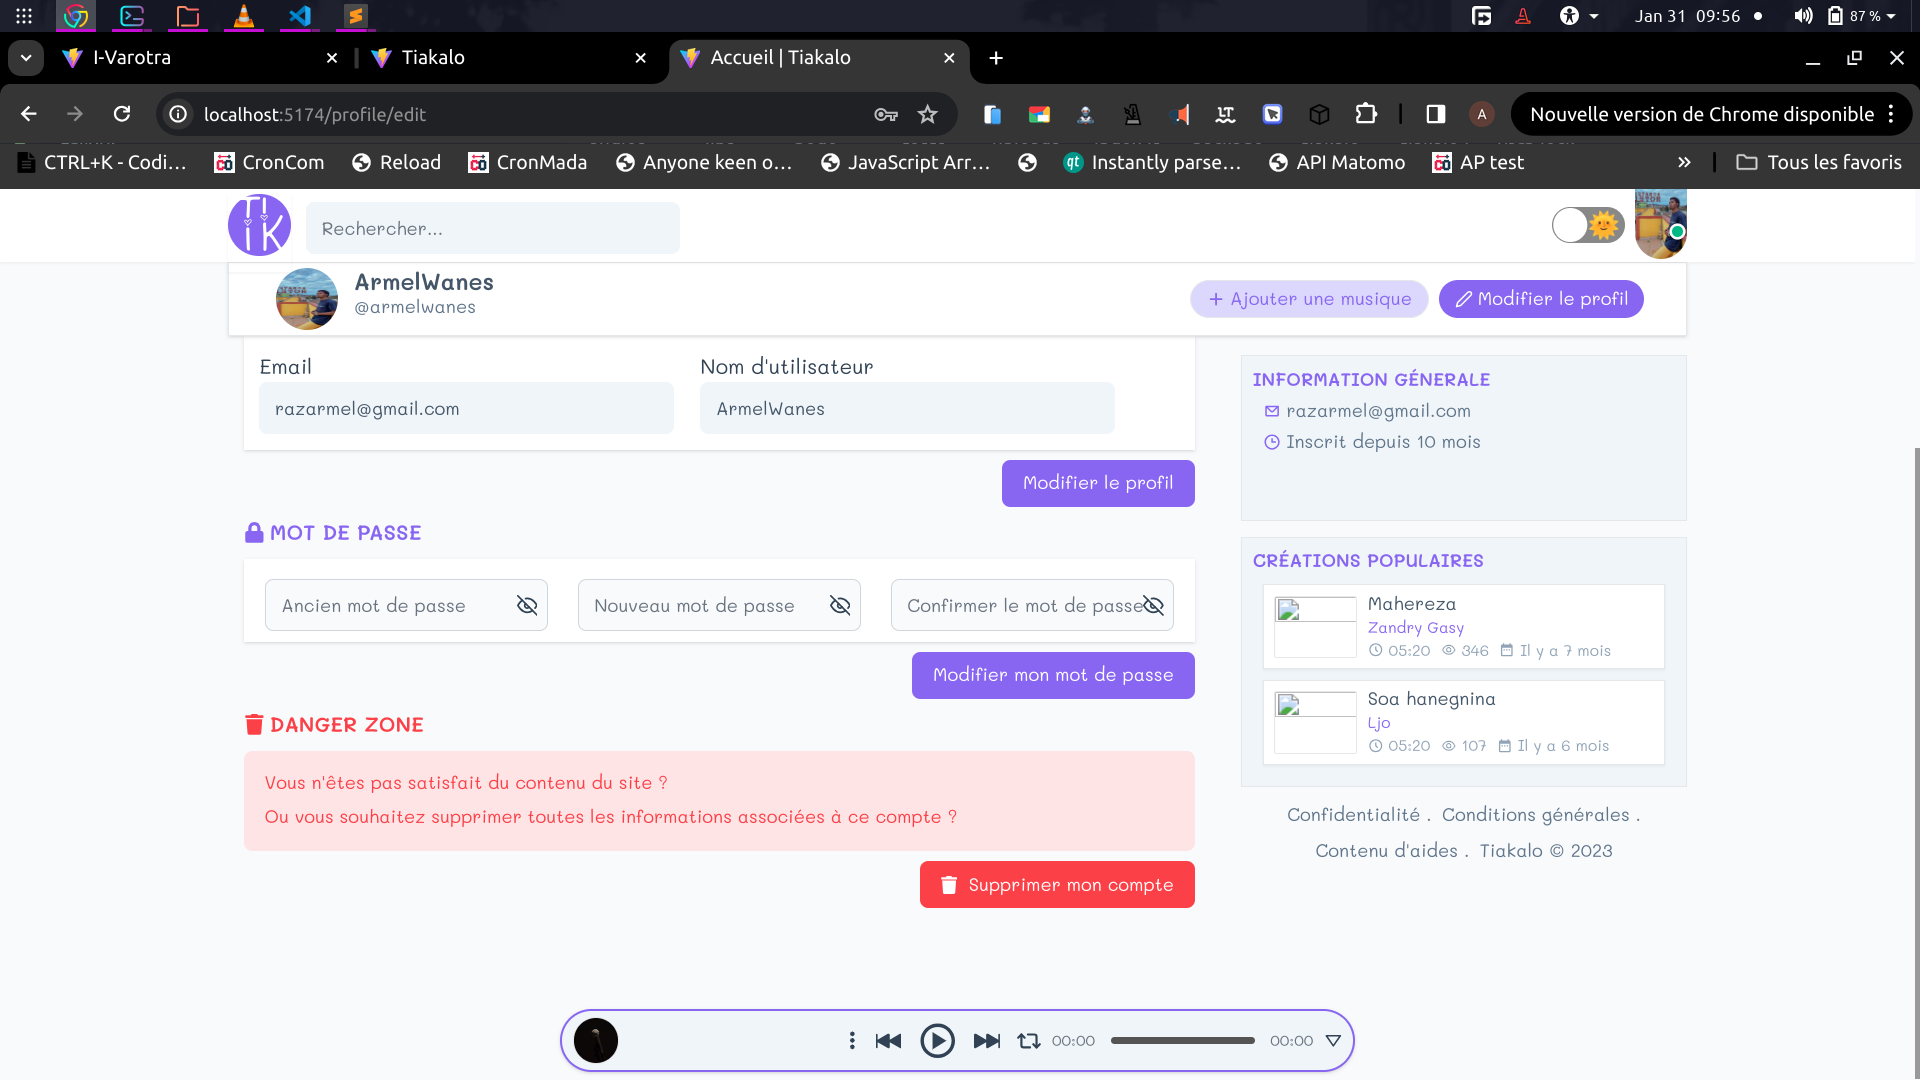 Jan 31 09:56
87 %
I-Varotra
Tiakalo
Accueil | Tiakalo
localhost:5174/profile/edit
A
Nouvelle version de Chrome disponible
CTRL+K - Codi...
CronCom
Reload
CronMada
Anyone keen o...
JavaScript Arr...
qt
Instantly parse...
API Matomo
AP test
Tous les favoris
TI
IK
Rechercher...
ArmelWanes
@armelwanes
+ Ajouter une musique
Modifier le profil
Email
Nom d'utilisateur
razarmel@gmail.com
ArmelWanes
Modifier le profil
MOT DE PASSE
Ancien mot de passe
Nouveau mot de passe
Confirmer le mot de passe
Modifier mon mot de passe
DANGER ZONE
Vous n'êtes pas satisfait du contenu du site ?
Ou vous souhaitez supprimer toutes les informations associées à ce compte ?
Supprimer mon compte
INFORMATION GÉNERALE
razarmel@gmail.com
Inscrit depuis 10 mois
CRÉATIONS POPULAIRES
Mahereza
Zandry Gasy
05:20 346 Il y a 7 mois
Soa hanegnina
Ljo
05:20 107 Il y a 6 mois
Confidentialité . Conditions générales .
Contenu d'aides . Tiakalo © 2023
00:00
00:00